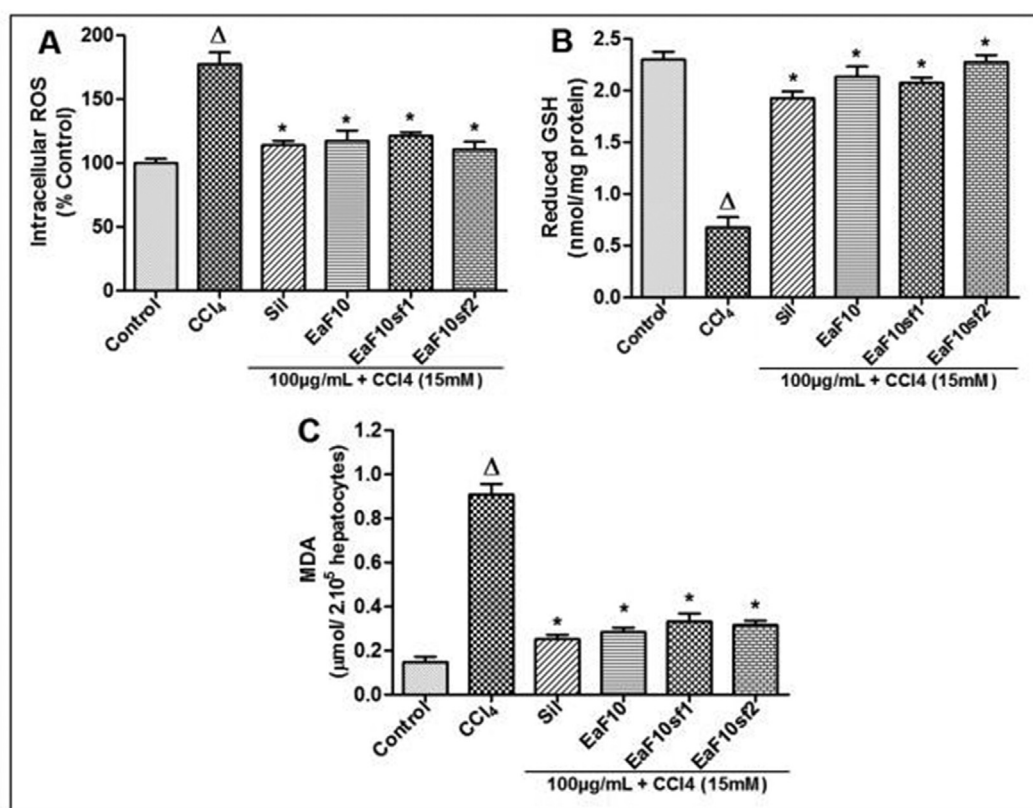 A
Intracellular ROS
(% Control)
200
150
100
50
0
Δ
*
*
*
*
Control
CCl₄
Sil
EaF10
EaF10sf1
EaF10sf2
100µg/mL + CCl4 (15mM)
B
Reduced GSH
(nmol/mg protein)
2.5
2.0
1.5
1.0
0.5
0.0
Δ
*
*
*
*
Control
CCl₄
Sil
EaF10
EaF10sf1
EaF10sf2
100µg/mL + CCl4 (15mM)
C
MDA
(µmol/ 2.10⁵ hepatocytes)
1.2
1.0
0.8
0.6
0.4
0.2
0.0
Δ
*
*
*
*
Control
CCl₄
Sil
EaF10
EaF10sf1
EaF10sf2
100µg/mL + CCl4 (15mM)